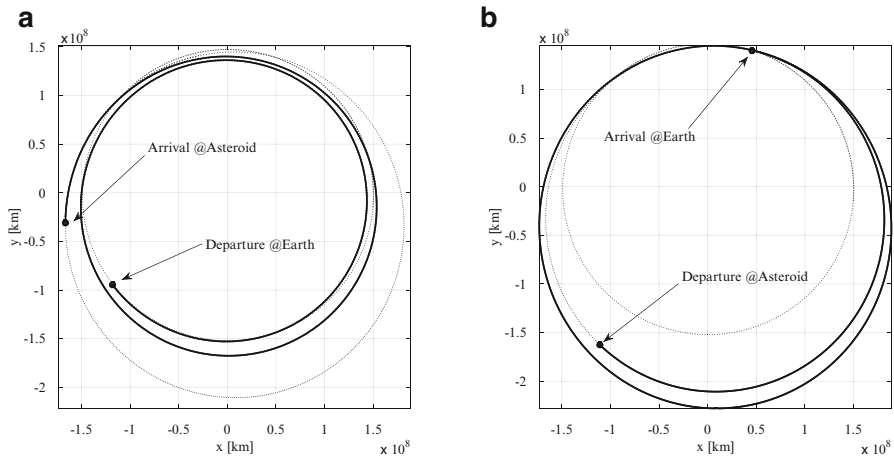 a
x 10^8
1.5
1
0.5
0
-0.5
-1
-1.5
-2
y [km]
Arrival @Asteroid
Departure @Earth
-1.5 -1 -0.5 0 0.5 1 1.5
x [km]
x 10^8
b
x 10^8
1
0.5
0
-0.5
-1
-1.5
-2
y [km]
Arrival @Earth
Departure @Asteroid
-1.5 -1 -0.5 0 0.5 1 1.5
x [km]
x 10^8